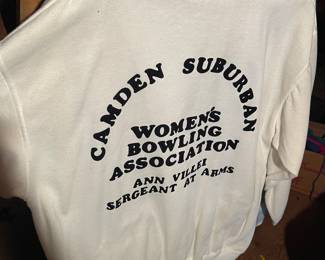 CAMDEN SUBURBAN
WOMEN'S
BOWLING
ASSOCIATION
ANN VILLEI
SERGEANT AT ARMS